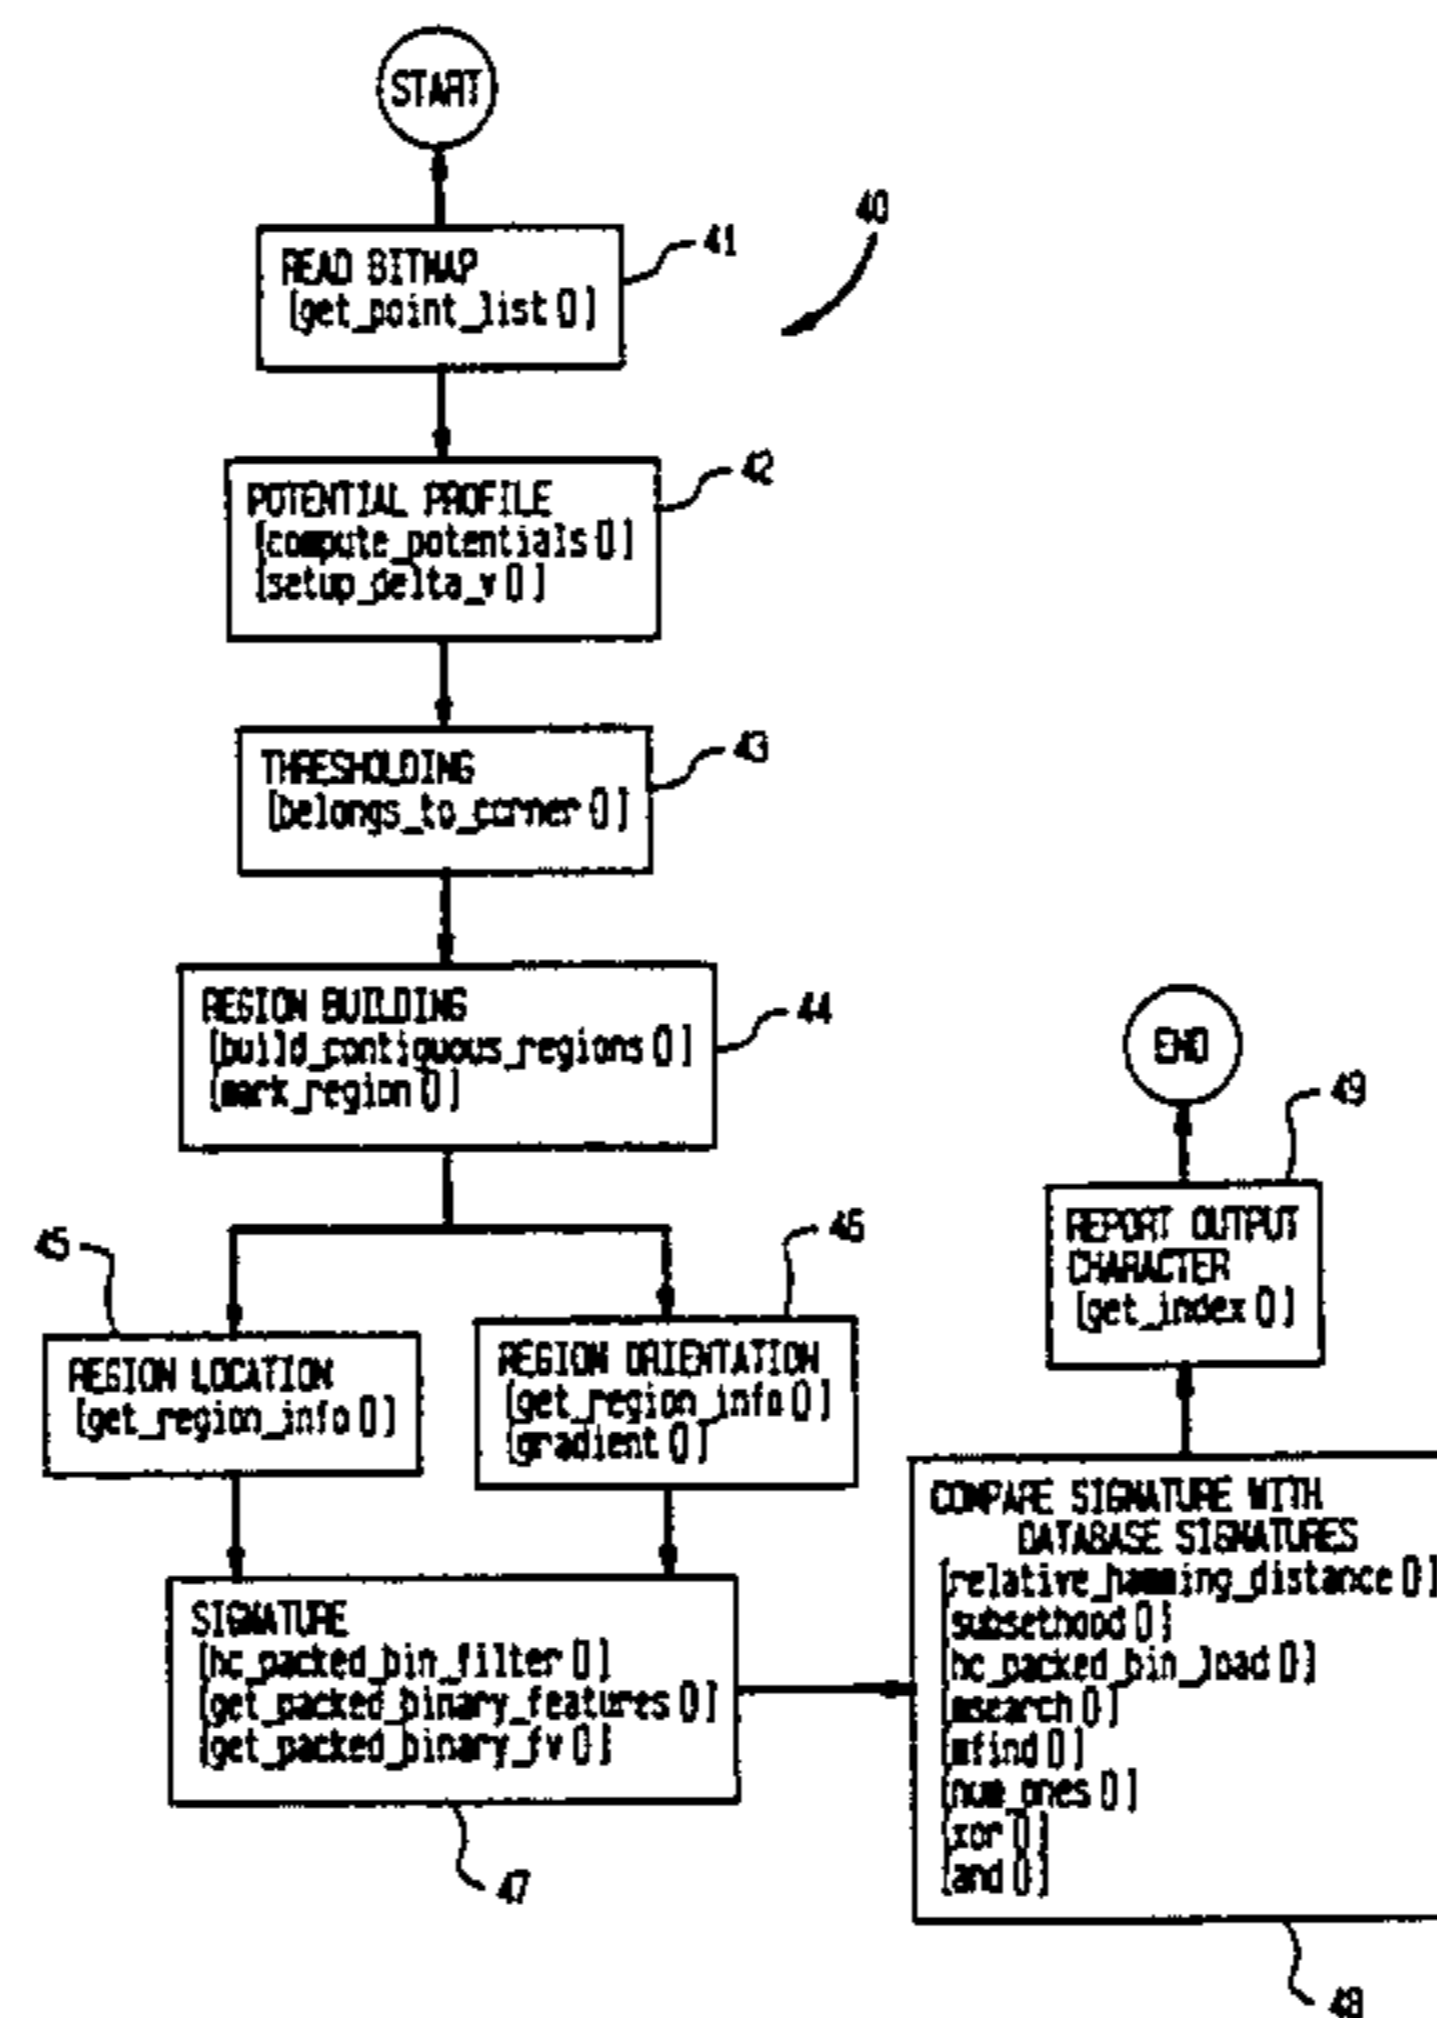 START
40
41
READ BITMAP
[get_point_list()]
42
POTENTIAL PROFILE
[compute_potentials()]
[setup_delta_v()]
43
THRESHOLDING
[belongs_to_corner()]
44
REGION BUILDING
[build_contiguous_regions()]
[mark_region()]
45
REGION LOCATION
[get_region_info()]
46
REGION ORIENTATION
[get_region_info()]
[gradient()]
SIGNATURE
[hc_packed_bin_filter()]
[get_packed_binary_features()]
[get_packed_binary_fv()]
47
COMPARE SIGNATURE WITH
DATABASE SIGNATURES
[relative_hamming_distance()]
[subsethood()]
[hc_packed_bin_load()]
[msearch()]
[mfind()]
[num_ones()]
[xor()]
[and()]
48
49
REPORT OUTPUT
CHARACTER
[get_index()]
END